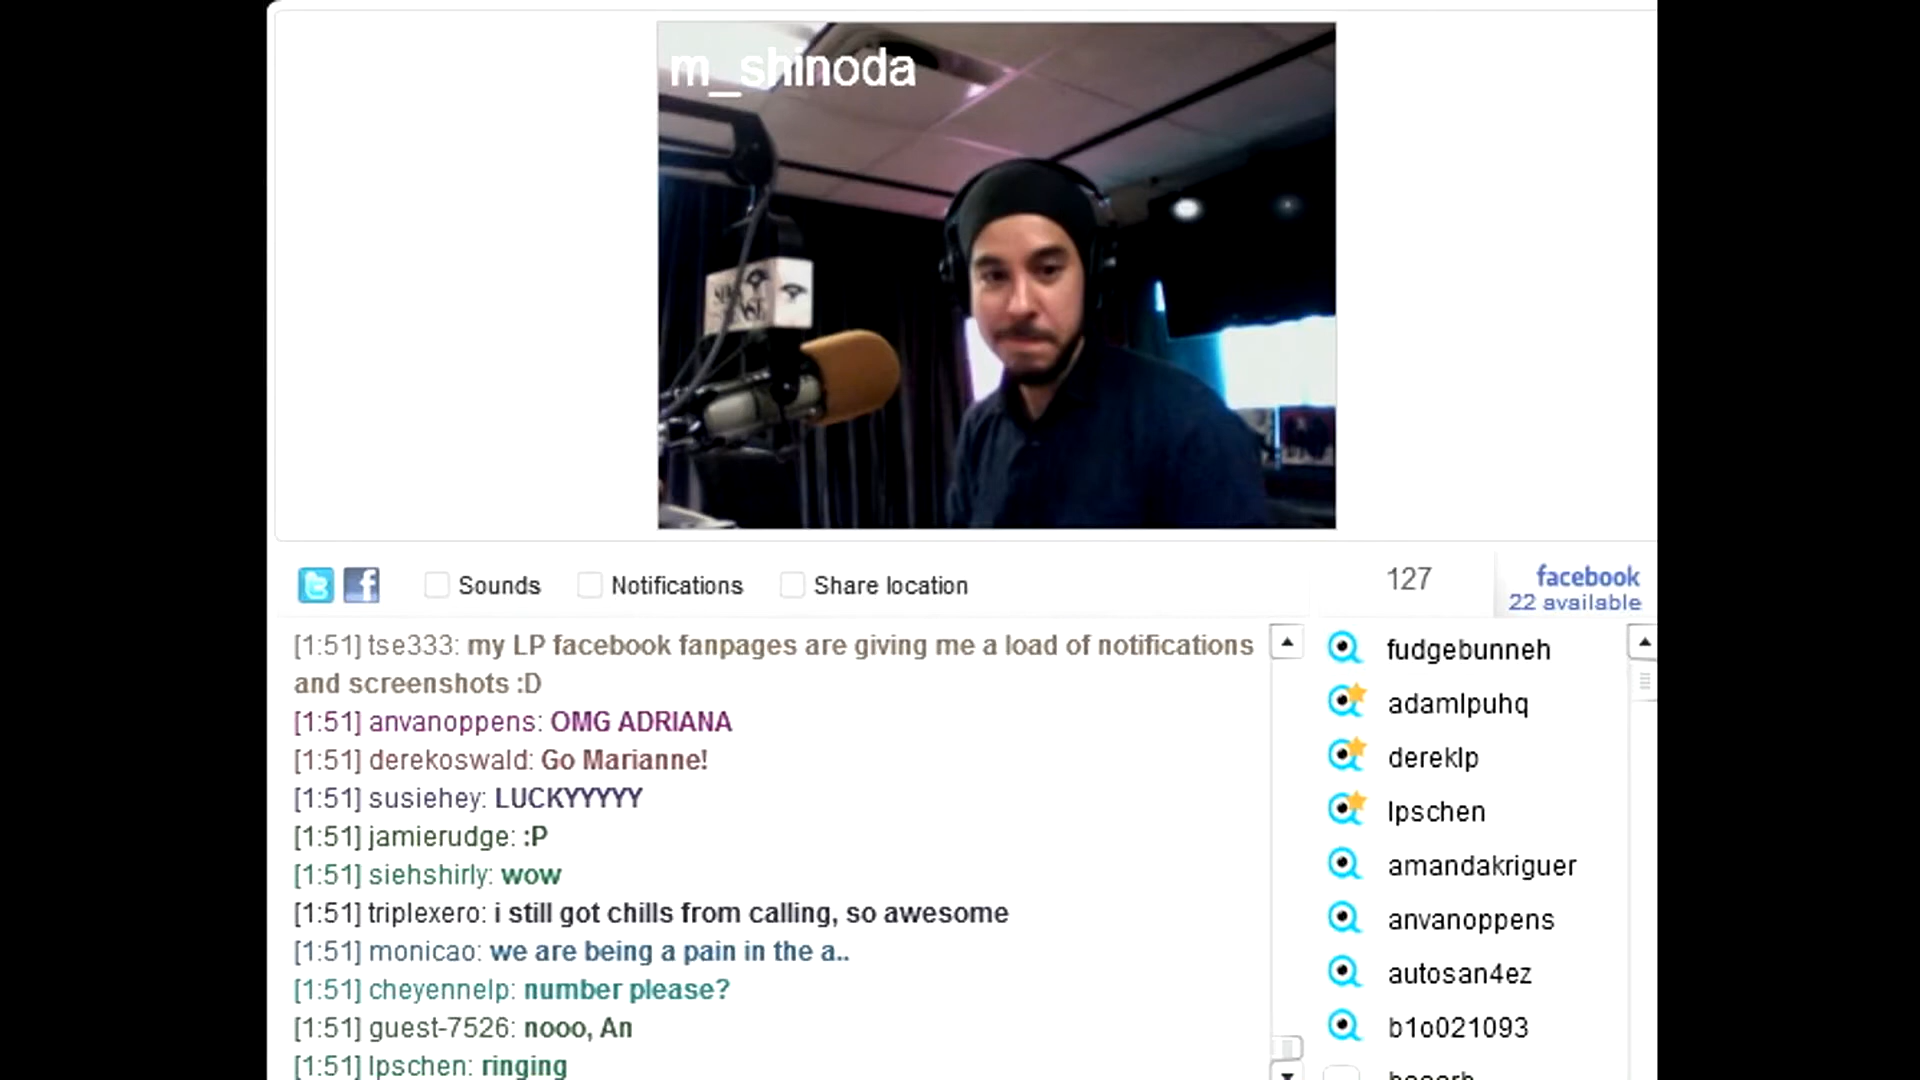 m_shinoda
Sounds
Notifications
Share location
127
facebook
22 available
[1:51] tse333: my LP facebook fanpages are giving me a load of notifications
and screenshots :D
[1:51] anvanoppens: OMG ADRIANA
[1:51] derekoswald: Go Marianne!
[1:51] susiehey: LUCKYYYYY
[1:51] jamierudge: :P
[1:51] siehshirly: wow
[1:51] triplexero: i still got chills from calling, so awesome
[1:51] monicao: we are being a pain in the a..
[1:51] cheyennelp: number please?
[1:51] guest-7526: nooo, An
[1:51] lpschen: ringing
fudgebunneh
adamlpuhq
dereklp
lpschen
amandakriguer
anvanoppens
autosan4ez
b1o021093